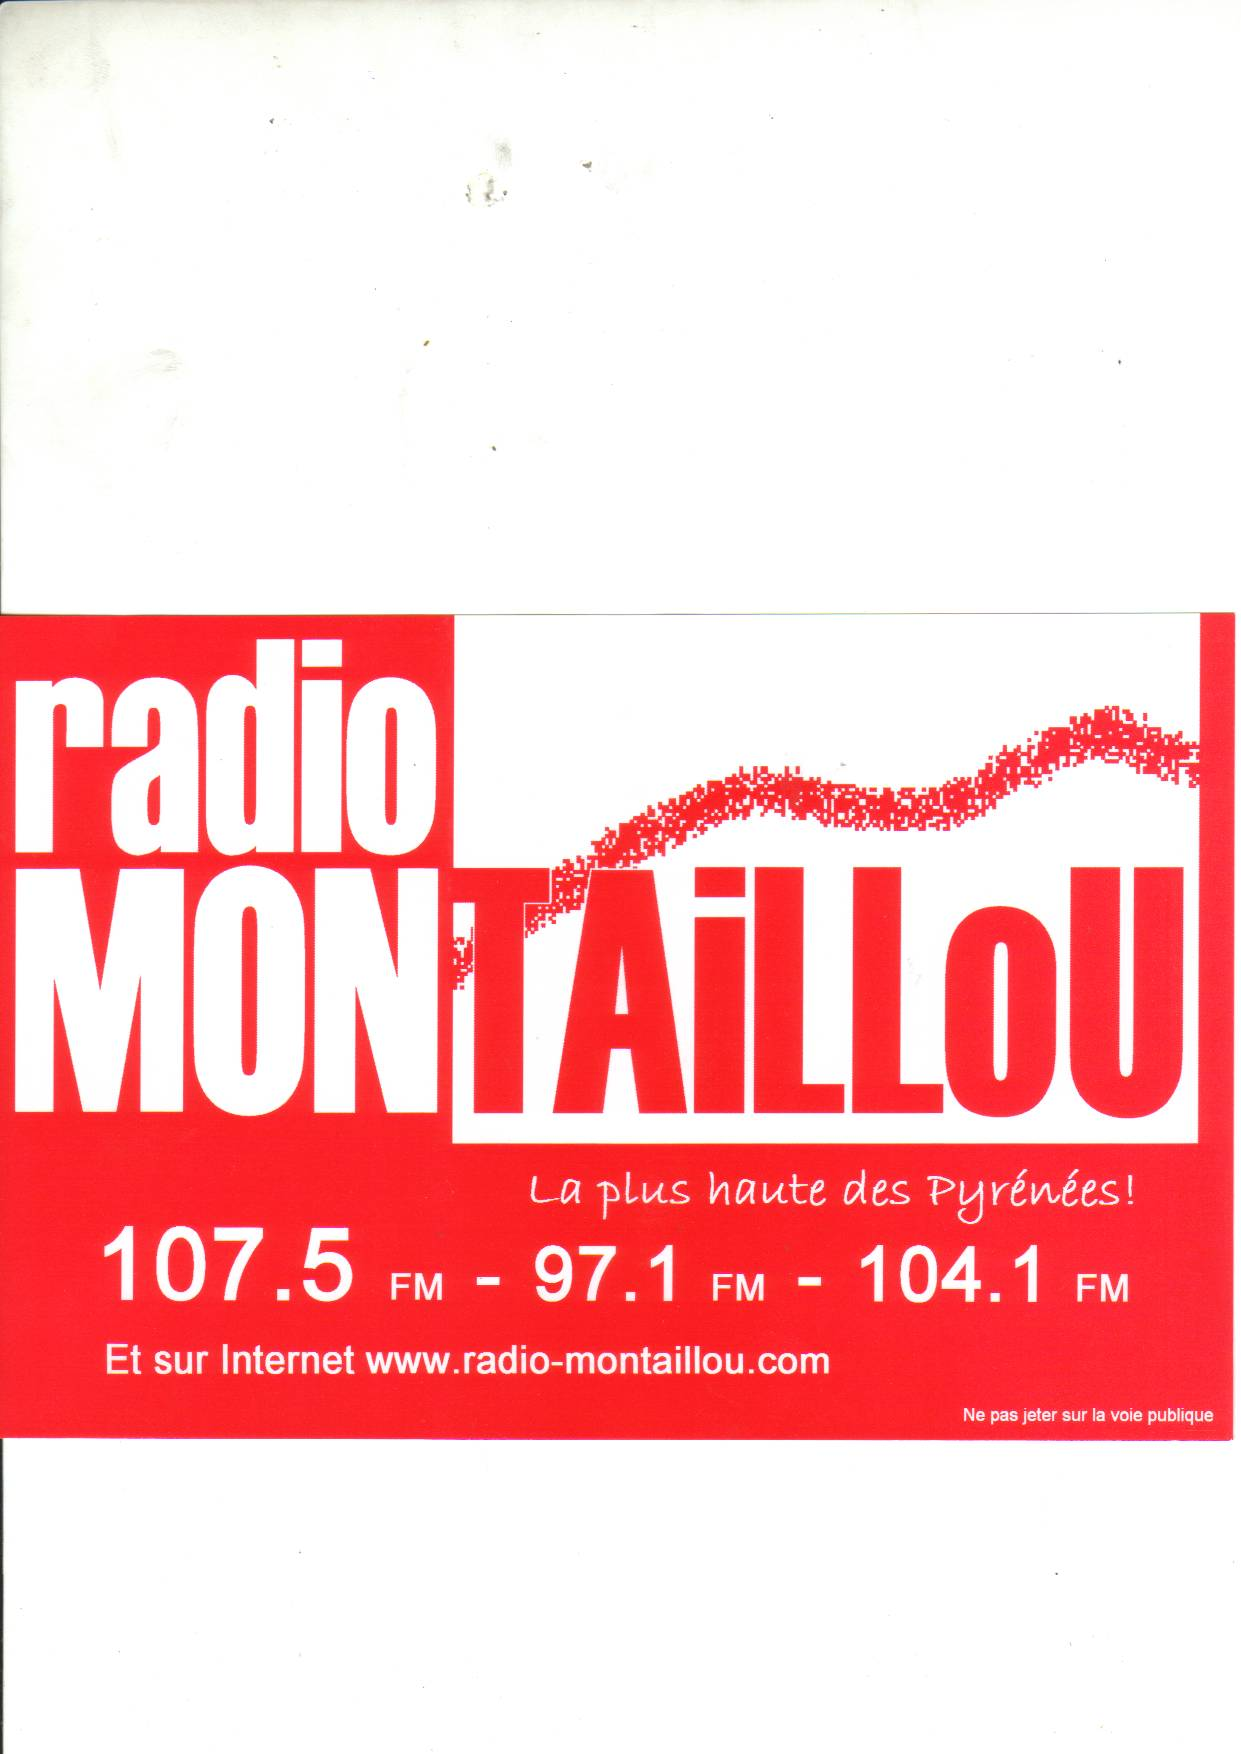 radio
MONTAiLLoU
La plus haute des Pyrénées!
107.5 FM - 97.1 FM - 104.1 FM
Et sur Internet www.radio-montaillou.com
Ne pas jeter sur la voie publique